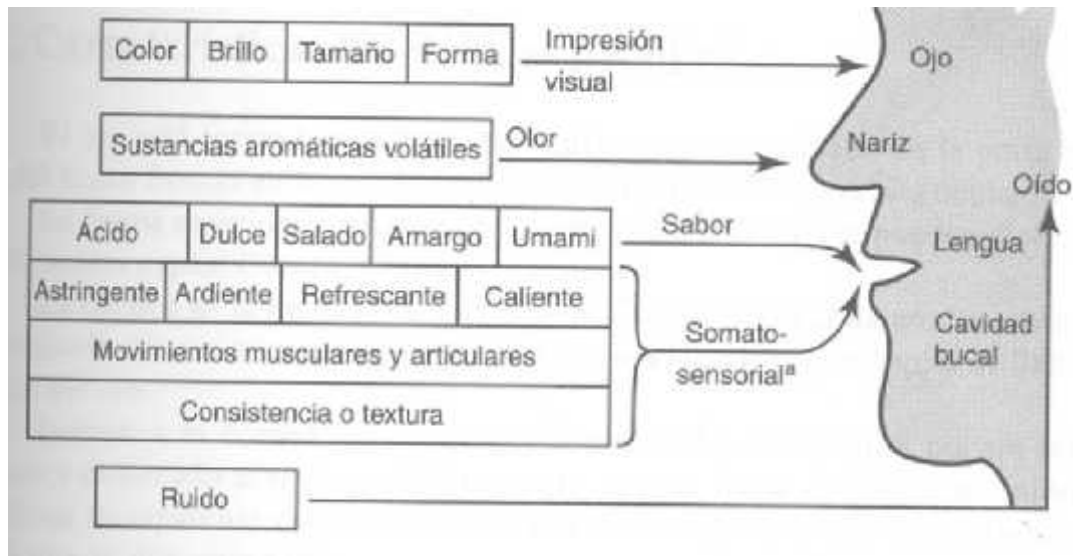 Color Brillo Tamaño Forma
Impresión
visual
Ojo
Sustancias aromáticas volátiles
Olor
Nariz
Oído
Ácido Dulce Salado Amargo Umami
Sabor
Lengua
Astringente Ardiente Refrescante Caliente
Movimientos musculares y articulares
Consistencia o textura
Somato-
sensorialª
Cavidad
bucal
Ruido